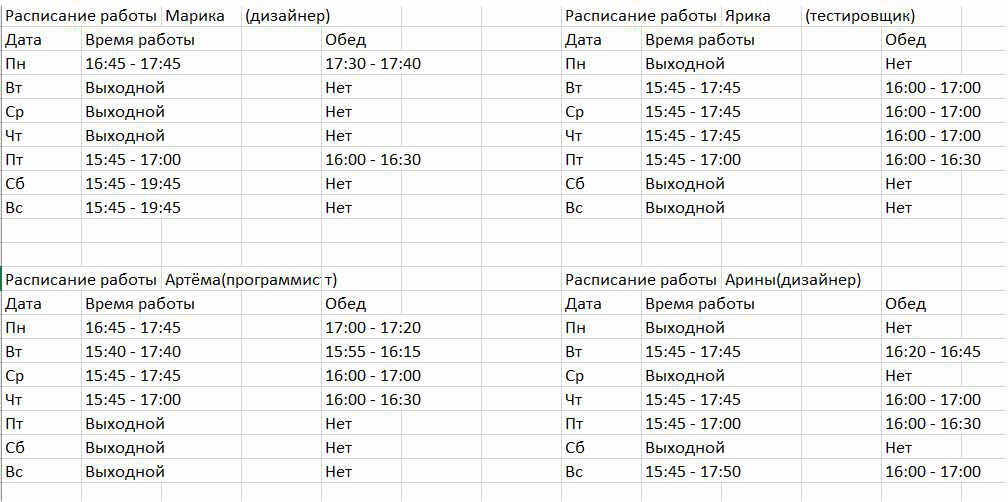 Расписание работы Марика (дизайнер)
Дата Время работы Обед
Пн 16:45 - 17:45 17:30 - 17:40
Вт Выходной Нет
Ср Выходной Нет
Чт Выходной Нет
Пт 15:45 - 17:00 16:00 - 16:30
Сб 15:45 - 19:45 Нет
Вс 15:45 - 19:45 Нет
Расписание работы Ярика (тестировщик)
Дата Время работы Обед
Пн Выходной Нет
Вт 15:45 - 17:45 16:00 - 17:00
Ср 15:45 - 17:45 16:00 - 17:00
Чт 15:45 - 17:45 16:00 - 17:00
Пт 15:45 - 17:00 16:00 - 16:30
Сб Выходной Нет
Вс Выходной Нет
Расписание работы Артёма(программист)
Дата Время работы Обед
Пн 16:45 - 17:45 17:00 - 17:20
Вт 15:40 - 17:40 15:55 - 16:15
Ср 15:45 - 17:45 16:00 - 17:00
Чт 15:45 - 17:00 16:00 - 16:30
Пт Выходной Нет
Сб Выходной Нет
Вс Выходной Нет
Расписание работы Арины(дизайнер)
Дата Время работы Обед
Пн Выходной Нет
Вт 15:45 - 17:45 16:20 - 16:45
Ср Выходной Нет
Чт 15:45 - 17:45 16:00 - 17:00
Пт 15:45 - 17:00 16:00 - 16:30
Сб Выходной Нет
Вс 15:45 - 17:50 16:00 - 17:00